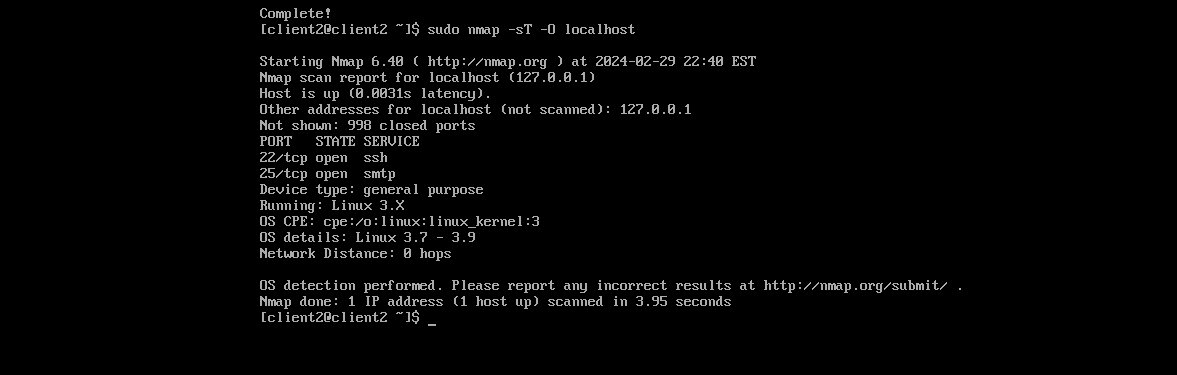 Complete!
[client2@client2 ~]$ sudo nmap -sT -O localhost
Starting Nmap 6.40 ( http://nmap.org ) at 2024-02-29 22:40 EST
Nmap scan report for localhost (127.0.0.1)
Host is up (0.0031s latency).
Other addresses for localhost (not scanned): 127.0.0.1
Not shown: 998 closed ports
PORT   STATE SERVICE
22/tcp open  ssh
25/tcp open  smtp
Device type: general purpose
Running: Linux 3.X
OS CPE: cpe:/o:linux:linux_kernel:3
OS details: Linux 3.7 - 3.9
Network Distance: 0 hops
OS detection performed. Please report any incorrect results at http://nmap.org/submit/ .
Nmap done: 1 IP address (1 host up) scanned in 3.95 seconds
[client2@client2 ~]$ _